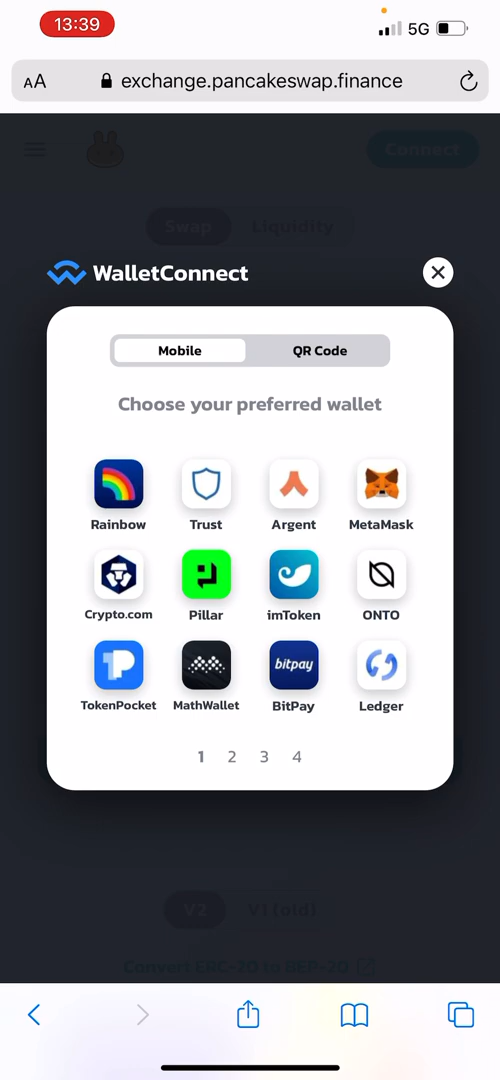 13:39
5G
AA
exchange.pancakeswap.finance
Connect
Swap Liquidity
WalletConnect
Mobile QR Code
Choose your preferred wallet
Rainbow Trust Argent MetaMask
Crypto.com Pillar imToken ONTO
bitpay
TokenPocket MathWallet BitPay Ledger
1 2 3 4
V2 V1 (old)
Convert ERC-20 to BEP-20